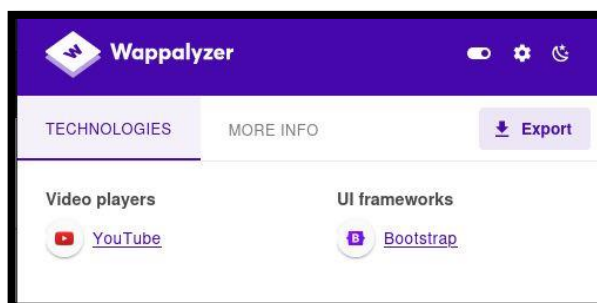 Wappalyzer
TECHNOLOGIES
MORE INFO
Export
Video players
YouTube
UI frameworks
Bootstrap